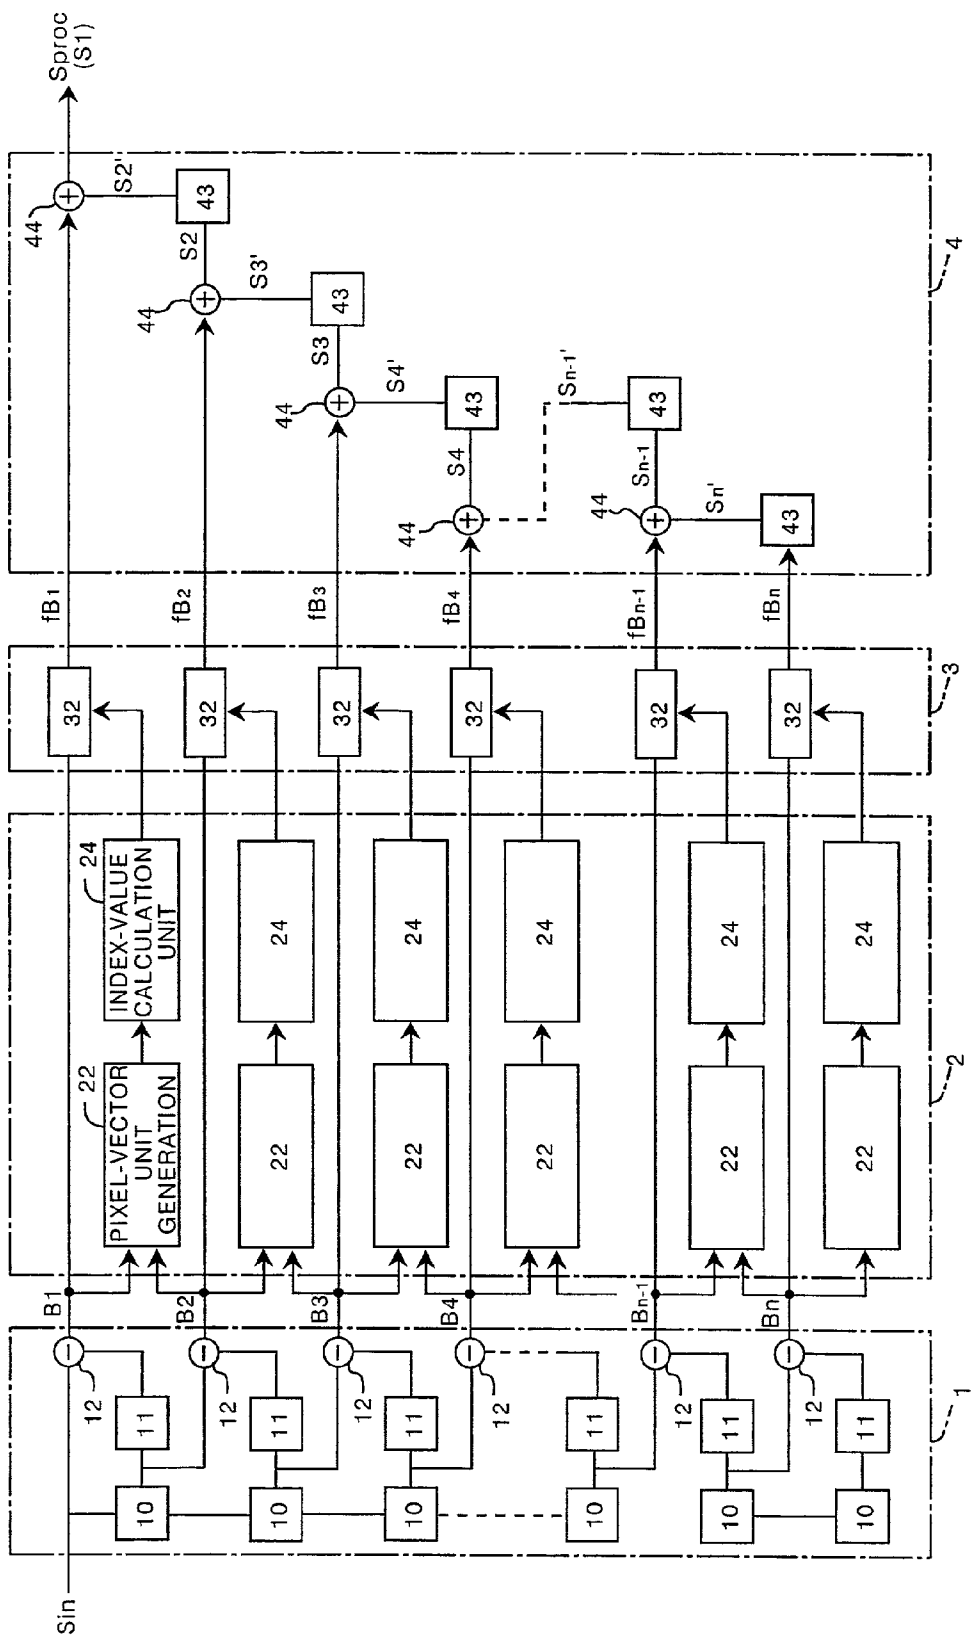 Sin
10
11
12
10
11
12
10
11
12
10
11
12
10
11
12
10
11
12
1
B1
B2
B3
B4
Bn-1
Bn
PIXEL-VECTOR
UNIT
GENERATION
22
INDEX-VALUE
CALCULATION
UNIT
24
22
24
22
24
22
24
22
24
22
24
2
32
32
32
32
32
32
3
fB1
fB2
fB3
fB4
fBn-1
fBn
44
S2'
43
S2
44
S3'
43
S3
44
S4'
43
S4
44
Sn-1'
43
Sn-1
44
Sn'
43
4
Sproc
(S1)